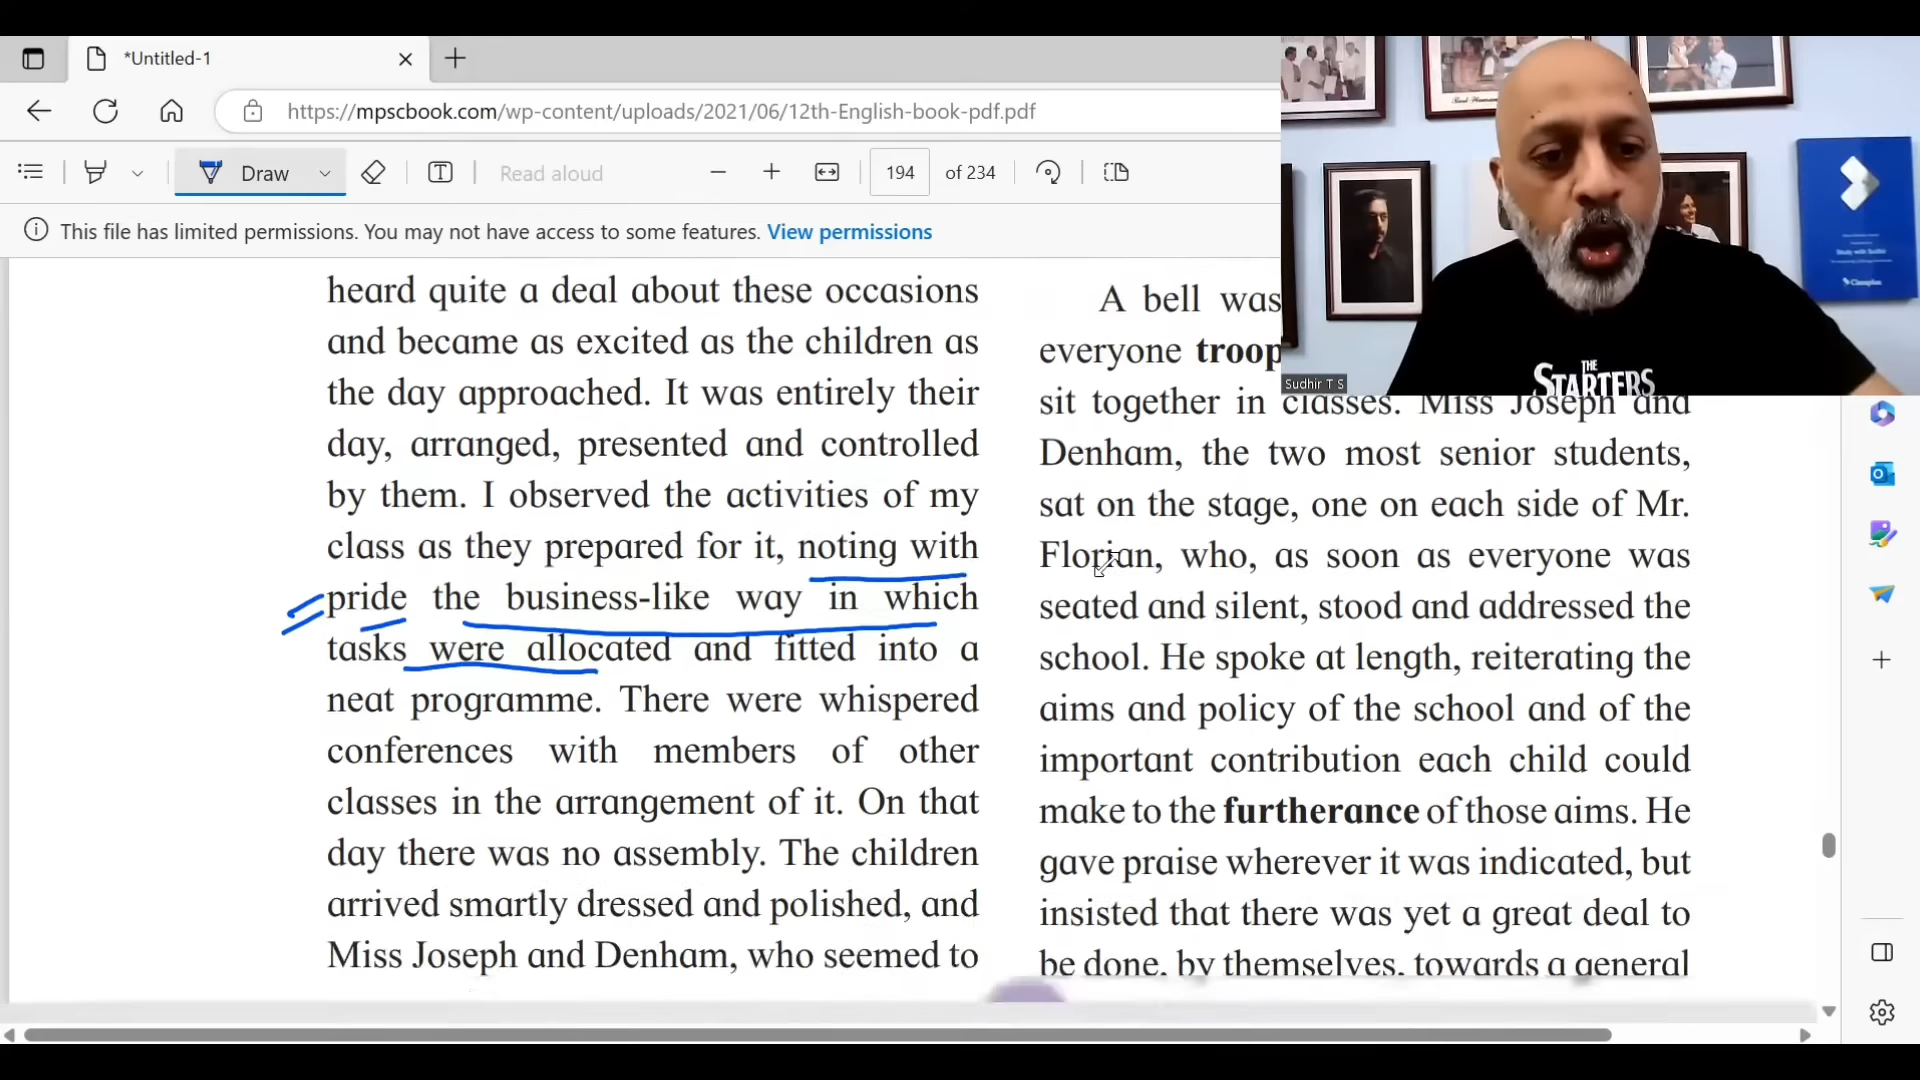 *Untitled-1
https://mpscbook.com/wp-content/uploads/2021/06/12th-English-book-pdf.pdf
Draw
Read aloud
194 of 234
This file has limited permissions. You may not have access to some features. View permissions
heard quite a deal about these occasions
and became as excited as the children as
the day approached. It was entirely their
day, arranged, presented and controlled
by them. I observed the activities of my
class as they prepared for it, noting with
pride the business-like way in which
tasks were allocated and fitted into a
neat programme. There were whispered
conferences with members of other
classes in the arrangement of it. On that
day there was no assembly. The children
arrived smartly dressed and polished, and
Miss Joseph and Denham, who seemed to
A bell was
everyone troop
sit together in classes. Miss Joseph and
Denham, the two most senior students,
sat on the stage, one on each side of Mr.
Florian, who, as soon as everyone was
seated and silent, stood and addressed the
school. He spoke at length, reiterating the
aims and policy of the school and of the
important contribution each child could
make to the furtherance of those aims. He
gave praise wherever it was indicated, but
insisted that there was yet a great deal to
be done, by themselves, towards a general
Sudhir T S
THE
STARTERS